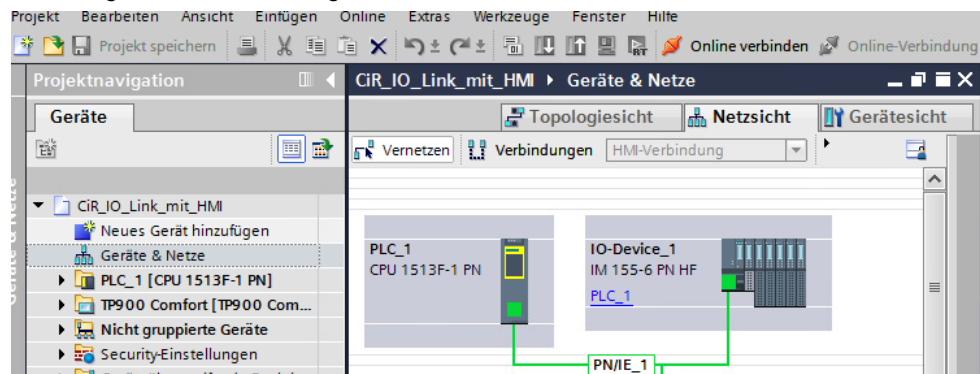 Projekt Bearbeiten Ansicht Einfügen Online Extras Werkzeuge Fenster Hilfe
Projekt speichern Online verbinden Online-Verbindung
Projektnavigation
CiR_IO_Link_mit_HMI Geräte & Netze
Geräte
Topologiesicht Netzsicht Gerätesicht
Vernetzen Verbindungen HMI-Verbindung
CiR_IO_Link_mit_HMI
Neues Gerät hinzufügen
Geräte & Netze
PLC_1 [CPU 1513F-1 PN]
TP900 Comfort [TP900 Com...
Nicht gruppierte Geräte
Security-Einstellungen
PLC_1
CPU 1513F-1 PN
IO-Device_1
IM 155-6 PN HF
PLC_1
PN/IE_1
Geräte & Netze